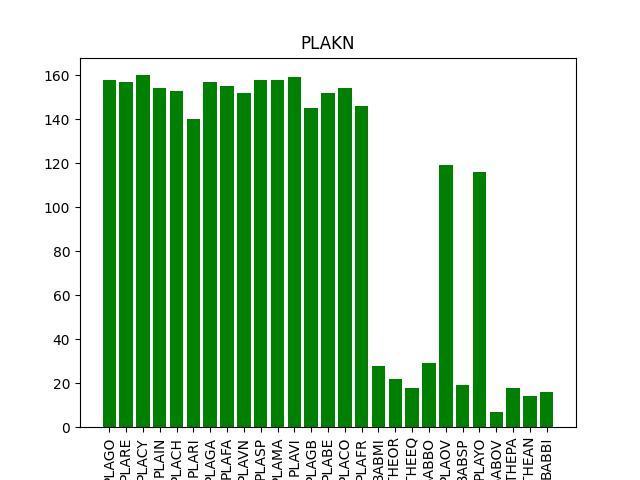 PLAKN
160
140
120
100
80
60
40
20
0
PLAGO
PLARE
PLACY
PLAIN
PLACH
PLARI
PLAGA
PLAFA
PLAVN
PLASP
PLAMA
PLAVI
PLAGB
PLABE
PLACO
PLAFR
BABMI
THEOR
THEEQ
ABBO
PLAOV
BABSP
PLAYO
ABOV
THEPA
THEAN
BABBI